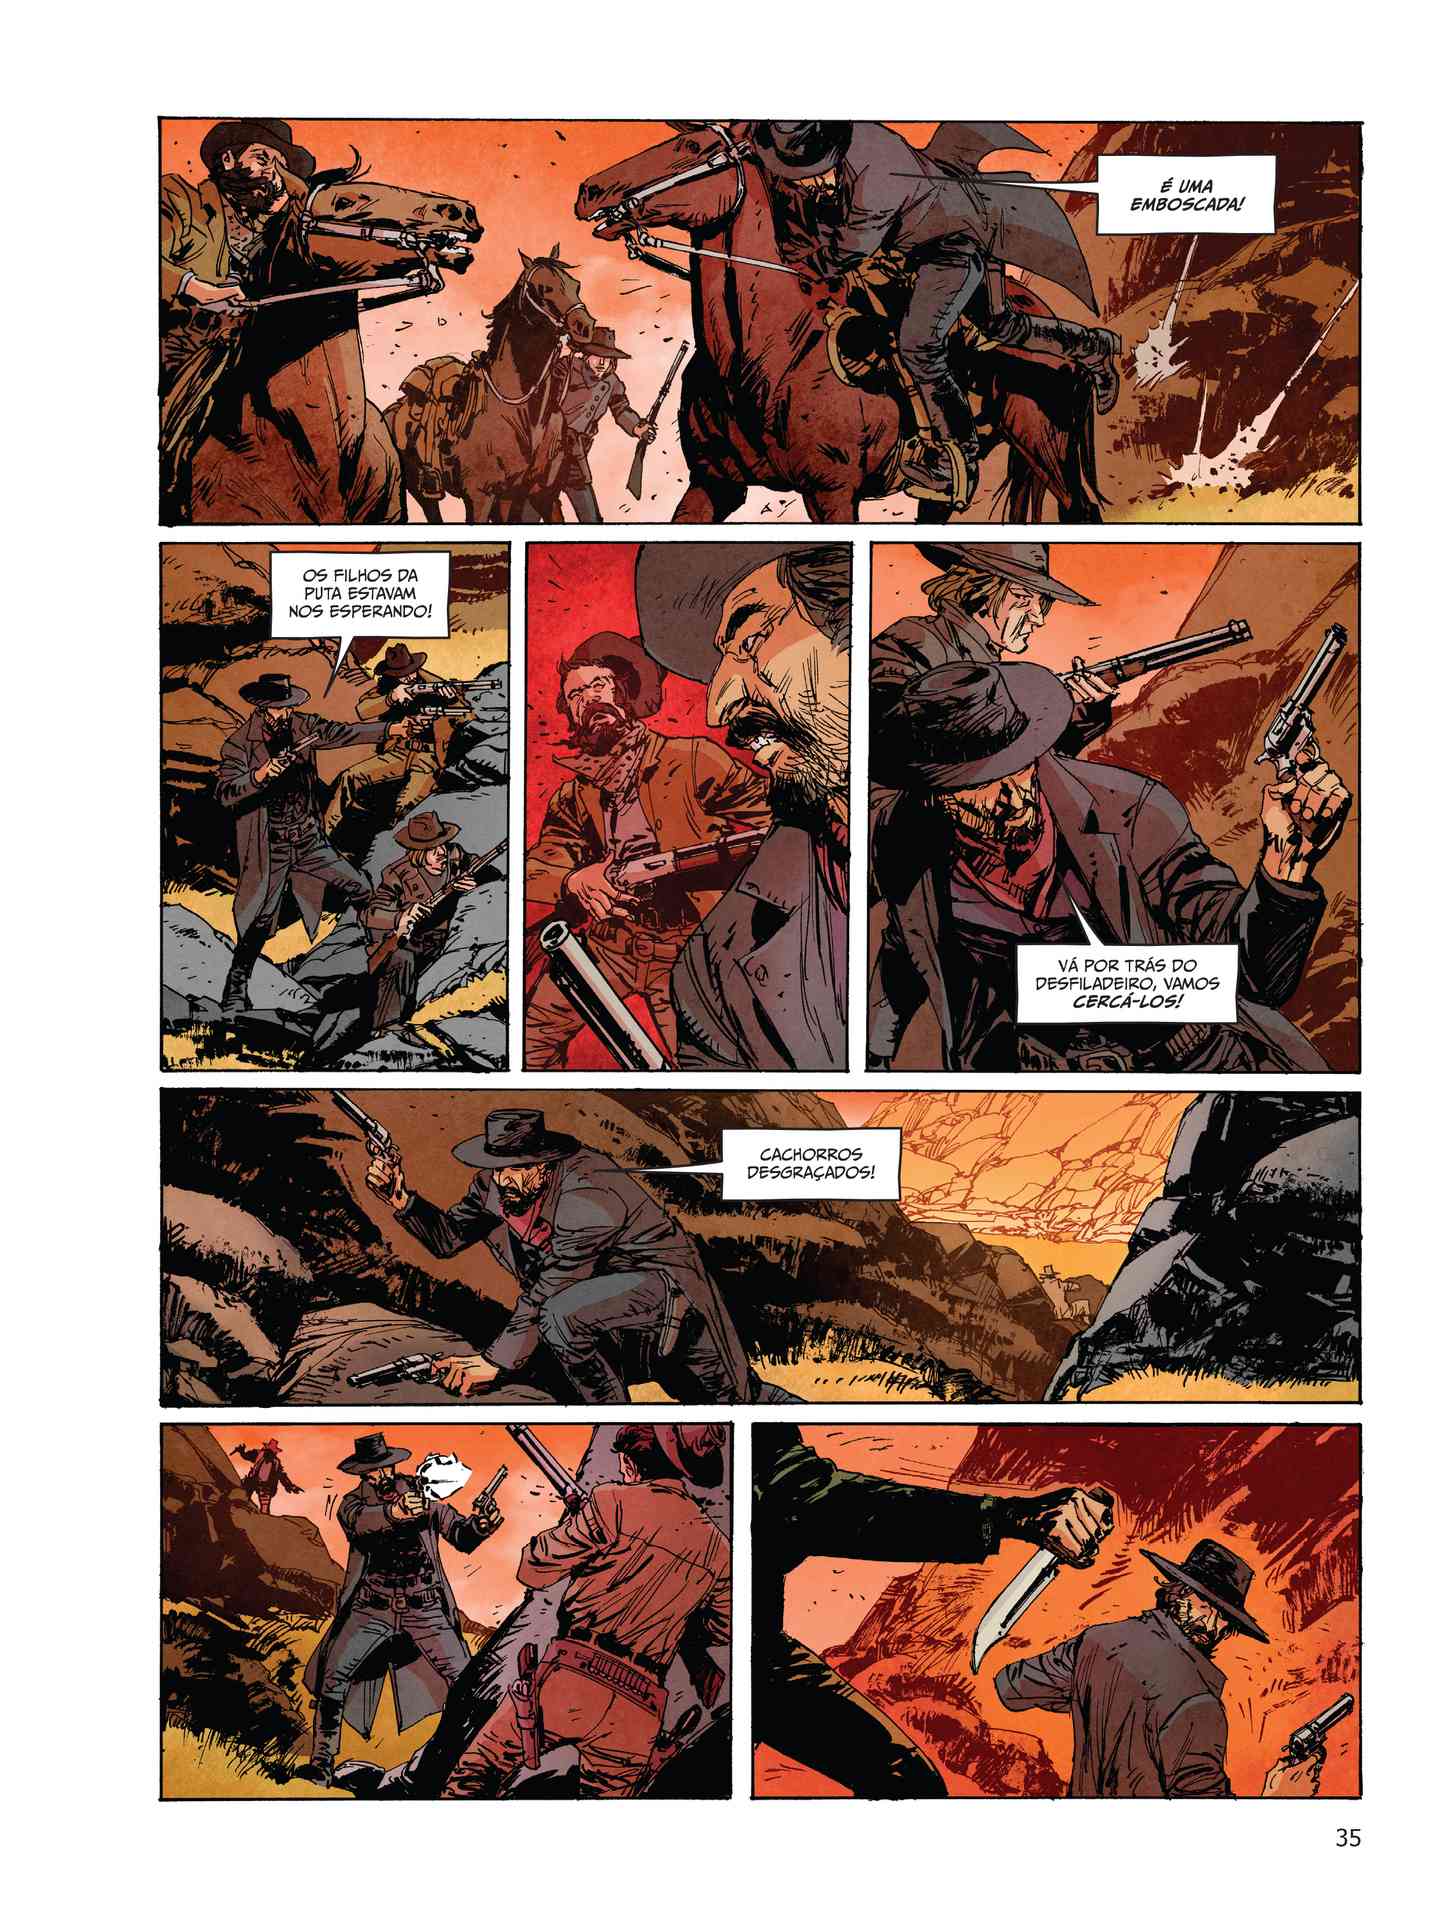 É UMA
EMBOSCADA!
OS FILHOS DA
PUTA ESTAVAM
NOS ESPERANDO!
VÁ POR TRÁS DO
DESFILADEIRO, VAMOS
CERCÁ-LOS!
CACHORROS
DESGRAÇADOS!
35